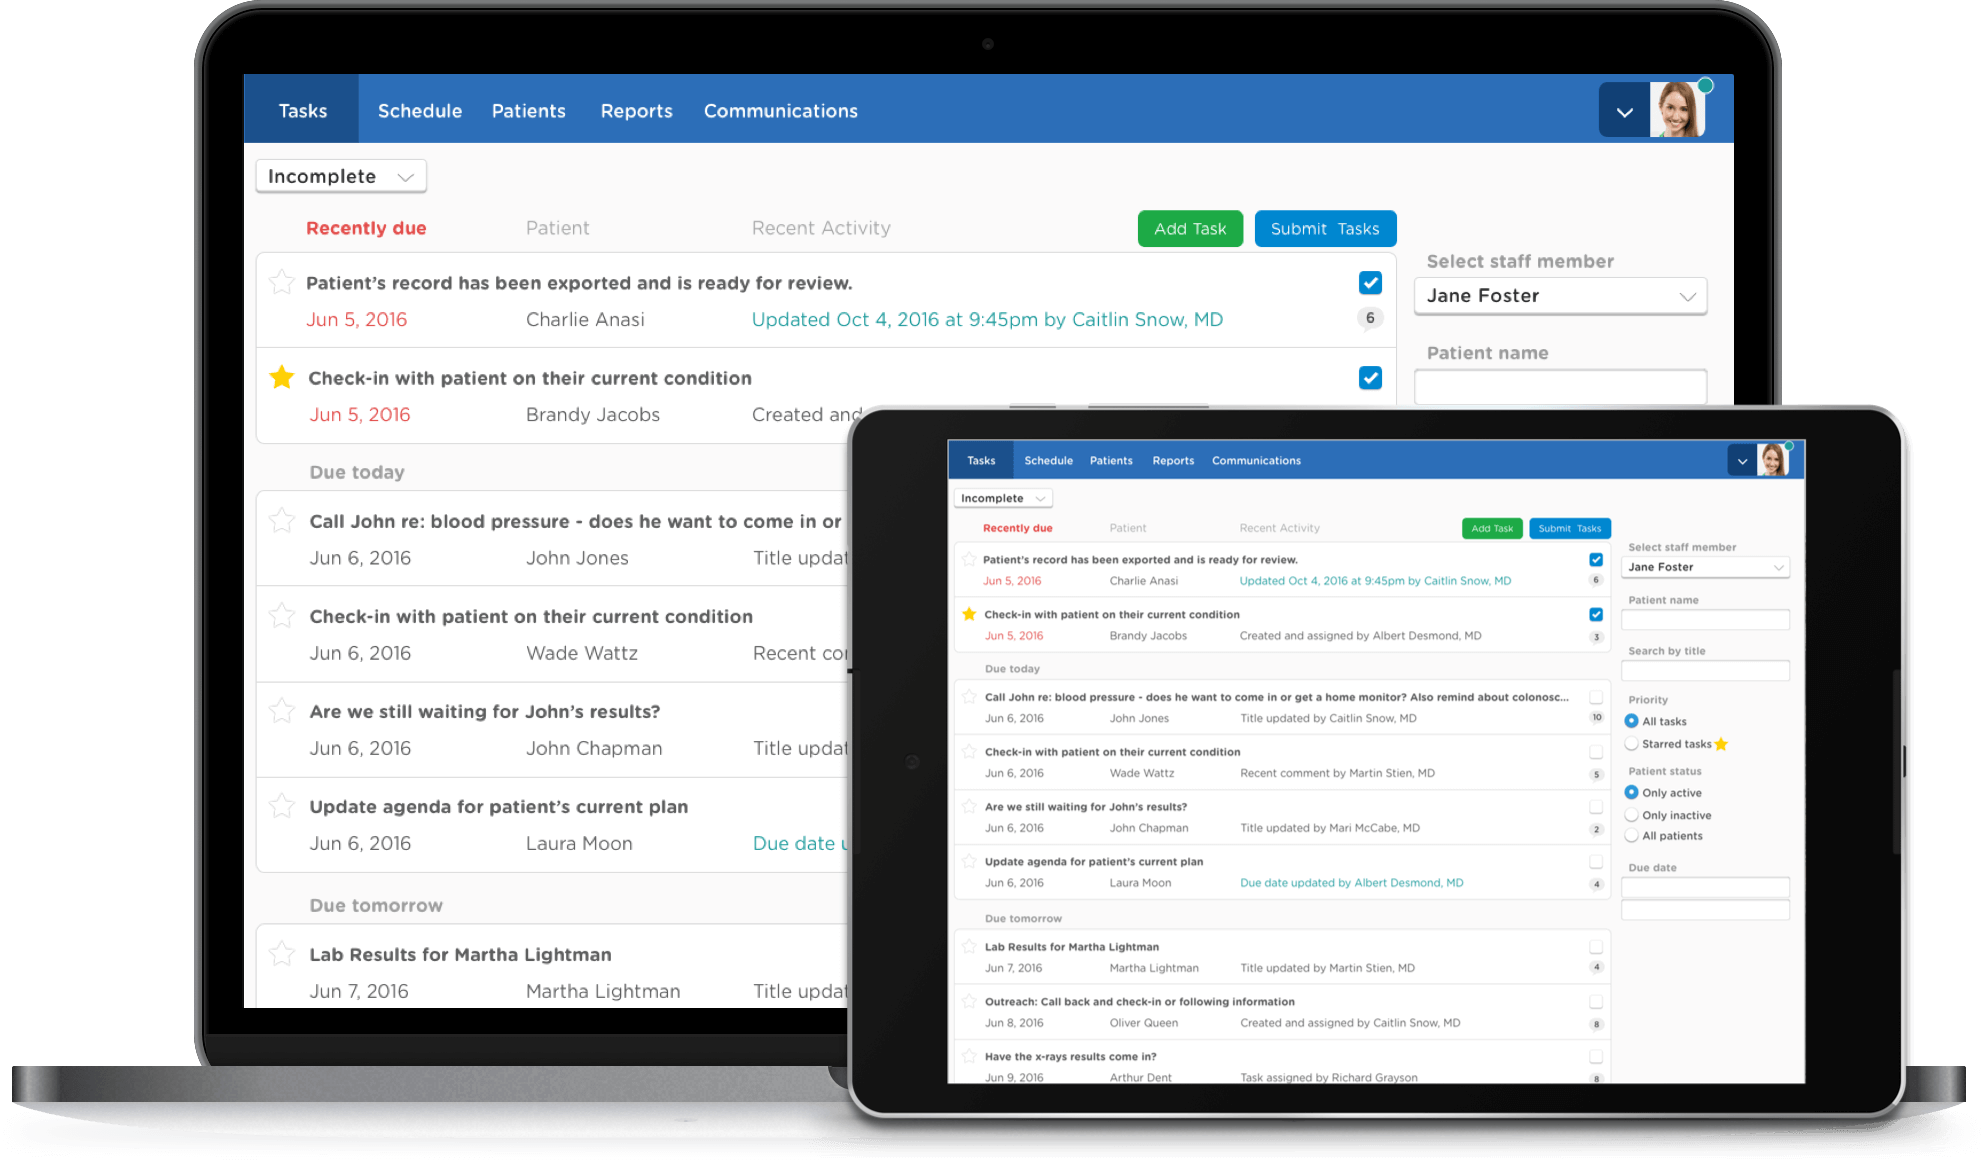 Tasks Schedule Patients Reports Communications
Incomplete
Recently due Patient Recent Activity Add Task Submit Tasks
Select staff member
Patient's record has been exported and is ready for review.
Jane Foster
Jun 5, 2016 Charlie Anasi Updated Oct 4, 2016 at 9:45pm by Caitlin Snow, MD 6
Patient name
Check-in with patient on their current condition
Jun 5, 2016 Brandy Jacobs Created and
Due today
Call John re: blood pressure - does he want to come in or
Jun 6, 2016 John Jones Title updat
Check-in with patient on their current condition
Jun 6, 2016 Wade Wattz Recent co
Are we still waiting for John's results?
Jun 6, 2016 John Chapman Title updat
Update agenda for patient's current plan
Jun 6, 2016 Laura Moon Due date u
Due tomorrow
Lab Results for Martha Lightman
Jun 7, 2016 Martha Lightman Title updat
Tasks Schedule Patients Reports Communications
Incomplete
Recently due Patient Recent Activity Add Task Submit Tasks
Patient's record has been exported and is ready for review.
Jun 5, 2016 Charlie Anasi Updated Oct 4, 2016 at 9:45pm by Caitlin Snow, MD 6
Check-in with patient on their current condition
Jun 5, 2016 Brandy Jacobs Created and assigned by Albert Desmond, MD 3
Due today
Call John re: blood pressure - does he want to come in or get a home monitor? Also remind about colonosc...
Jun 6, 2016 John Jones Title updated by Caitlin Snow, MD 10
Check-in with patient on their current condition
Jun 6, 2016 Wade Wattz Recent comment by Martin Stien, MD 5
Are we still waiting for John's results?
Jun 6, 2016 John Chapman Title updated by Mari McCabe, MD 2
Update agenda for patient's current plan
Jun 6, 2016 Laura Moon Due date updated by Albert Desmond, MD 4
Due tomorrow
Lab Results for Martha Lightman
Jun 7, 2016 Martha Lightman Title updated by Martin Stien, MD 4
Outreach: Call back and check-in or following information
Jun 8, 2016 Oliver Queen Created and assigned by Caitlin Snow, MD 8
Have the x-rays results come in?
Jun 9, 2016 Arthur Dent Task assigned by Richard Grayson 8
Select staff member
Jane Foster
Patient name
Search by title
Priority
All tasks
Starred tasks
Patient status
Only active
Only inactive
All patients
Due date